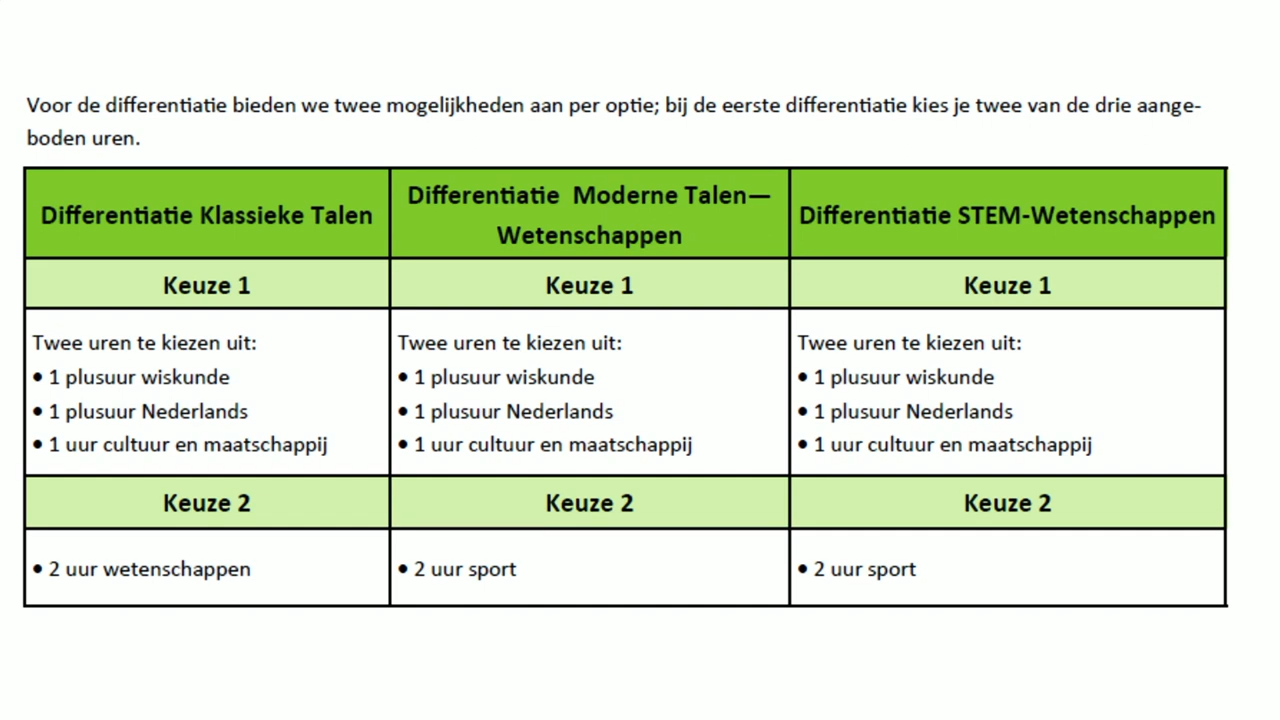 Voor de differentiatie bieden we twee mogelijkheden aan per optie; bij de eerste differentiatie kies je twee van de drie aange-
boden uren.
Differentiatie Klassieke Talen
Differentiatie Moderne Talen—
Wetenschappen
Differentiatie STEM-Wetenschappen
Keuze 1
Keuze 1
Keuze 1
Twee uren te kiezen uit:
• 1 plusuur wiskunde
• 1 plusuur Nederlands
• 1 uur cultuur en maatschappij
Twee uren te kiezen uit:
• 1 plusuur wiskunde
• 1 plusuur Nederlands
• 1 uur cultuur en maatschappij
Twee uren te kiezen uit:
• 1 plusuur wiskunde
• 1 plusuur Nederlands
• 1 uur cultuur en maatschappij
Keuze 2
Keuze 2
Keuze 2
• 2 uur wetenschappen
• 2 uur sport
• 2 uur sport